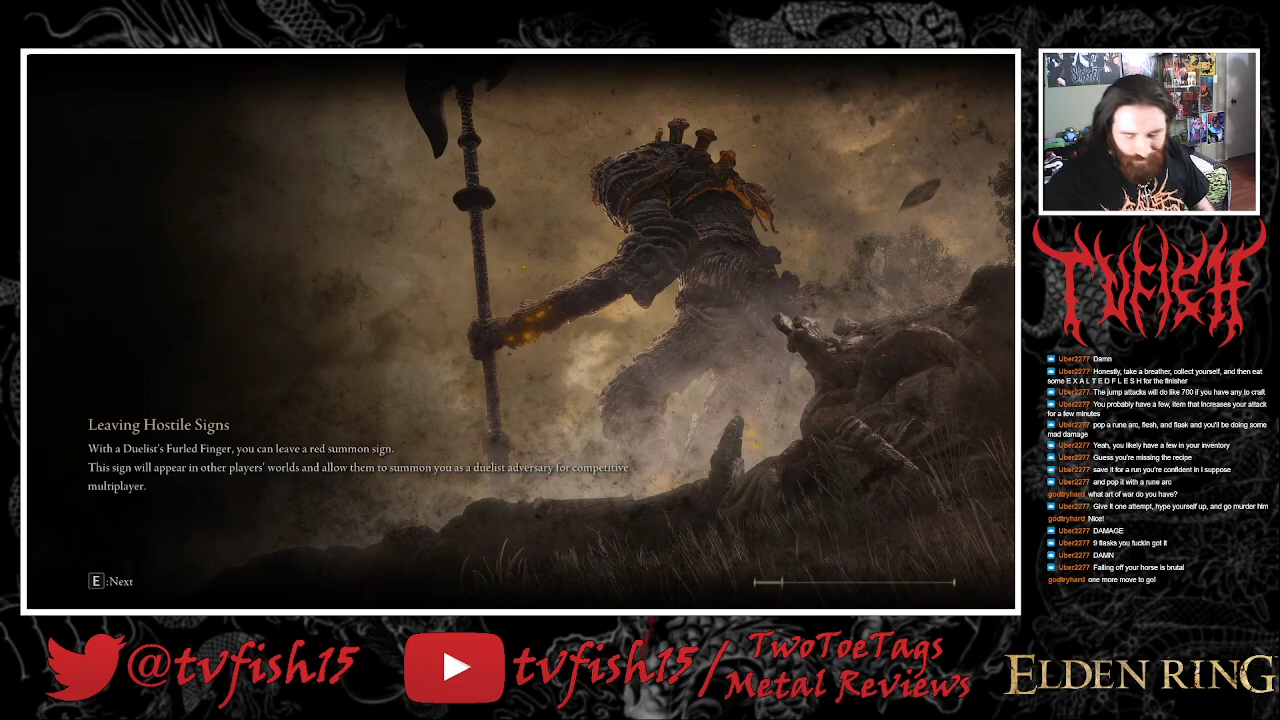 Leaving Hostile Signs
With a Duelist's Furled Finger, you can leave a red summon sign.
This sign will appear in other players' worlds and allow them to summon you as a duelist adversary for competitive
multiplayer.
E:Next
TVFISH
Uber2277 Damn
Uber2277 Honestly, take a breather, collect yourself, and then eat
some E X A L T E D F L E S H for the finisher
Uber2277 The jump attacks will do like 700 if you have any to craft
Uber2277 You probably have a few, item that increases your attack
for a few minutes
Uber2277 pop a rune arc, flesh, and flask and you'll be doing some
mad damage
Uber2277 Yeah, you likely have a few in your inventory
Uber2277 Guess you're missing the recipe
Uber2277 save it for a run you're confident in I suppose
Uber2277 and pop it with a rune arc
godtryhard what art of war do you have?
Uber2277 Give it one attempt, hype yourself up, and go murder him
godtryhard Nice!
Uber2277 DAMAGE
Uber2277 9 flasks you fuckin got it
Uber2277 DAMN
Uber2277 Falling off your horse is brutal
godtryhard one more move to go!
@tvfish15
tvfish15 / TwoToeTags
Metal Reviews
ELDEN RING